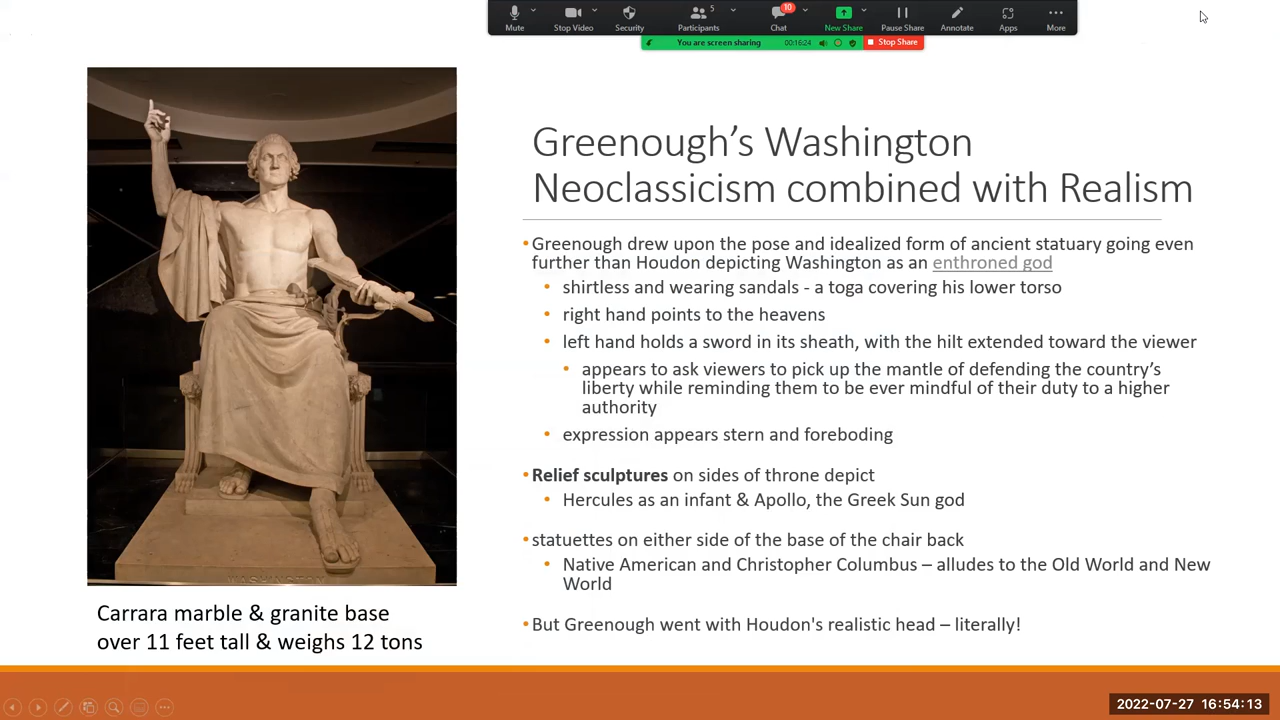 5
10
Mute
Stop Video
Security
Participants
Chat
New Share
Pause Share
Annotate
Apps
More
You are screen sharing
00:16:24
Stop Share
Greenough’s Washington
Neoclassicism combined with Realism
•Greenough drew upon the pose and idealized form of ancient statuary going even
further than Houdon depicting Washington as an enthroned god
• shirtless and wearing sandals - a toga covering his lower torso
• right hand points to the heavens
• left hand holds a sword in its sheath, with the hilt extended toward the viewer
• appears to ask viewers to pick up the mantle of defending the country’s
liberty while reminding them to be ever mindful of their duty to a higher
authority
• expression appears stern and foreboding
•Relief sculptures on sides of throne depict
• Hercules as an infant & Apollo, the Greek Sun god
•statuettes on either side of the base of the chair back
• Native American and Christopher Columbus – alludes to the Old World and New
World
•But Greenough went with Houdon's realistic head – literally!
WASHINGTON
Carrara marble & granite base
over 11 feet tall & weighs 12 tons
2022-07-27 16:54:13